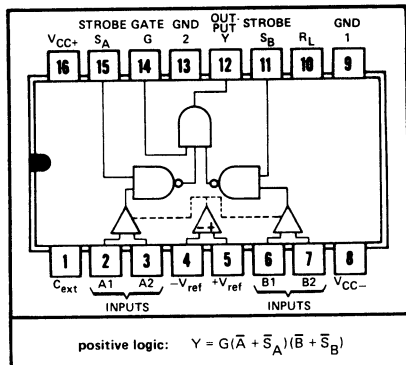 STROBE GATE GND OUT- PUT STROBE GND
VCC+ SA G 2 Y SB RL 1
16 15 14 13 12 11 10 9
1 2 3 4 5 6 7 8
Cext A1 A2 −Vref +Vref B1 B2 VCC−
INPUTS INPUTS
positive logic: Y = G(A̅ + S̅A)(B̅ + S̅B)